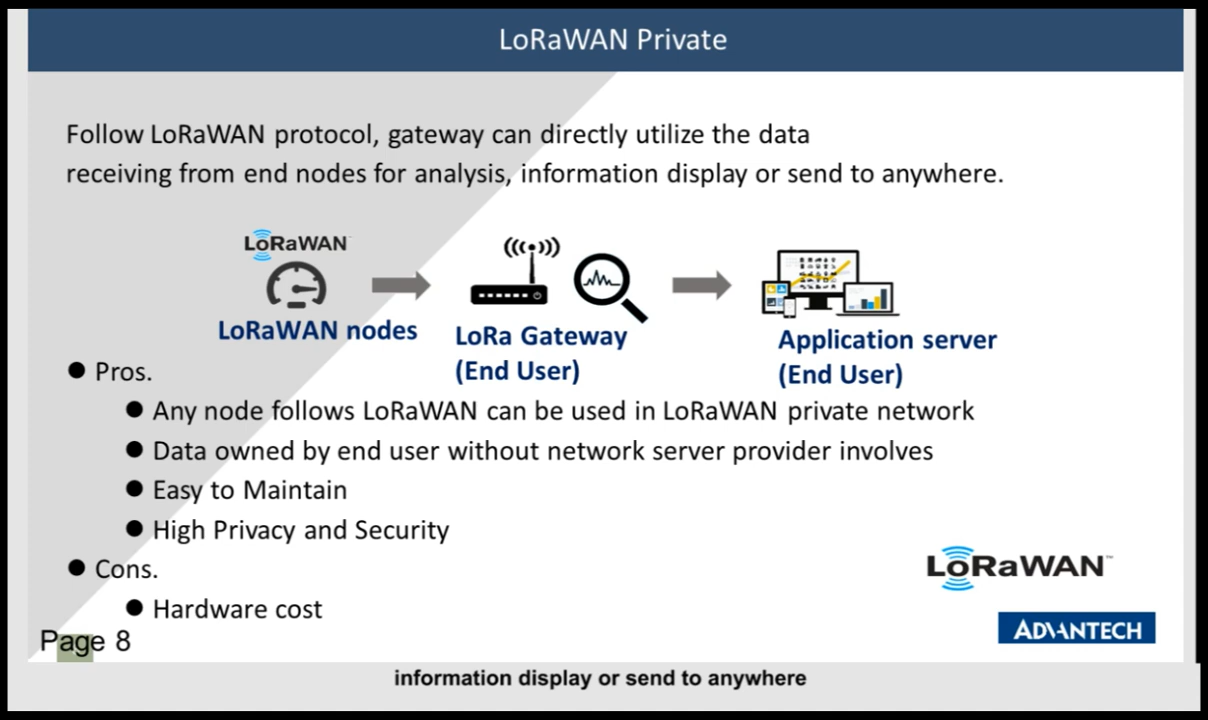 LoRaWAN Private
Follow LoRaWAN protocol, gateway can directly utilize the data
receiving from end nodes for analysis, information display or send to anywhere.
LoRaWAN
LoRaWAN nodes
LoRa Gateway
(End User)
Application server
(End User)
● Pros.
● Any node follows LoRaWAN can be used in LoRaWAN private network
● Data owned by end user without network server provider involves
● Easy to Maintain
● High Privacy and Security
● Cons.
● Hardware cost
LoRaWAN™
ADVANTECH
Page 8
information display or send to anywhere